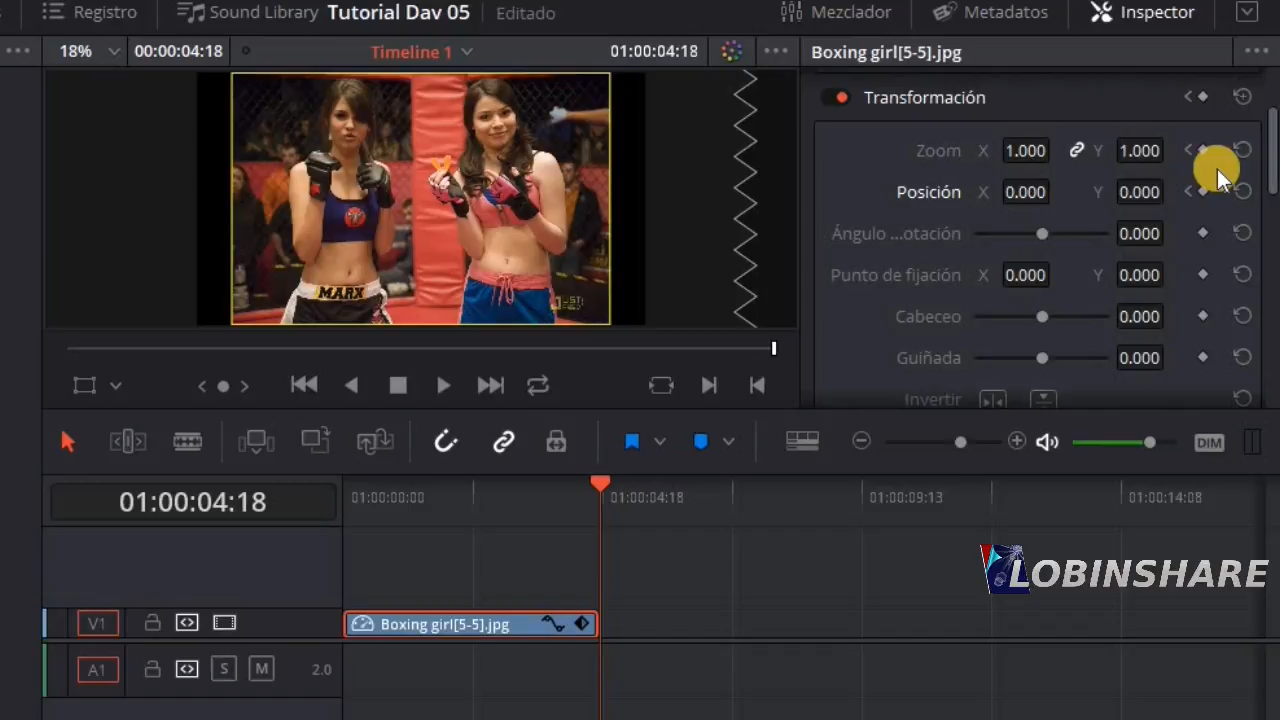 Registro
Sound Library
Tutorial Dav 05
Editado
Mezclador
Metadatos
Inspector
18%
00:00:04:18
Timeline 1
01:00:04:18
Boxing girl[5-5].jpg
Transformación
Zoom X 1.000 Y 1.000
Posición X 0.000 Y 0.000
Ángulo ...otación 0.000
Punto de fijación X 0.000 Y 0.000
Cabeceo 0.000
Guiñada 0.000
Invertir
MARX
DIM
01:00:04:18
01:00:00:00
01:00:04:18
01:00:09:13
01:00:14:08
LOBINSHARE
V1
Boxing girl[5-5].jpg
A1
S
M
2.0